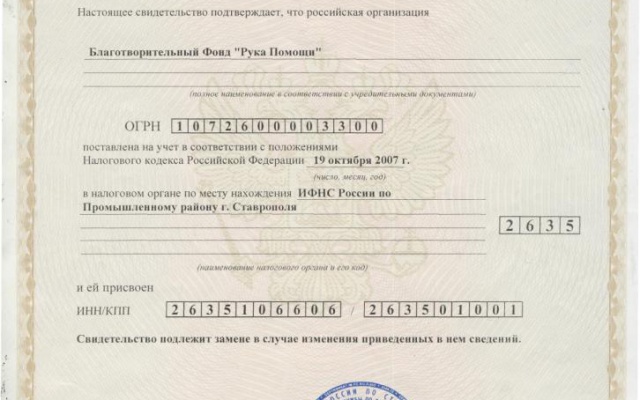 Настоящее свидетельство подтверждает, что российская организация
Благотворительный Фонд "Рука Помощи"
(полное наименование в соответствии с учредительными документами)
ОГРН 1072600003300
поставлена на учет в соответствии с положениями
Налогового кодекса Российской Федерации 19 октября 2007 г.
(число, месяц, год)
в налоговом органе по месту нахождения ИФНС России по
Промышленному району г. Ставрополя
2635
(наименование налогового органа и его код)
и ей присвоен
ИНН/КПП 2635106606 / 263501001
Свидетельство подлежит замене в случае изменения приведенных в нем сведений.